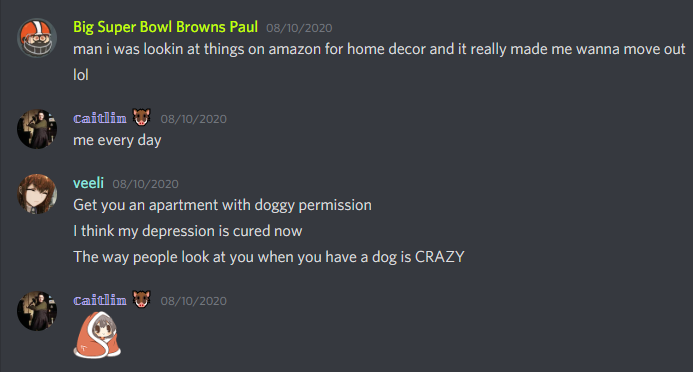 Big Super Bowl Browns Paul 08/10/2020
man i was lookin at things on amazon for home decor and it really made me wanna move out
lol
𝕔𝕒𝕚𝕥𝕝𝕚𝕟 08/10/2020
me every day
veeli 08/10/2020
Get you an apartment with doggy permission
I think my depression is cured now
The way people look at you when you have a dog is CRAZY
𝕔𝕒𝕚𝕥𝕝𝕚𝕟 08/10/2020